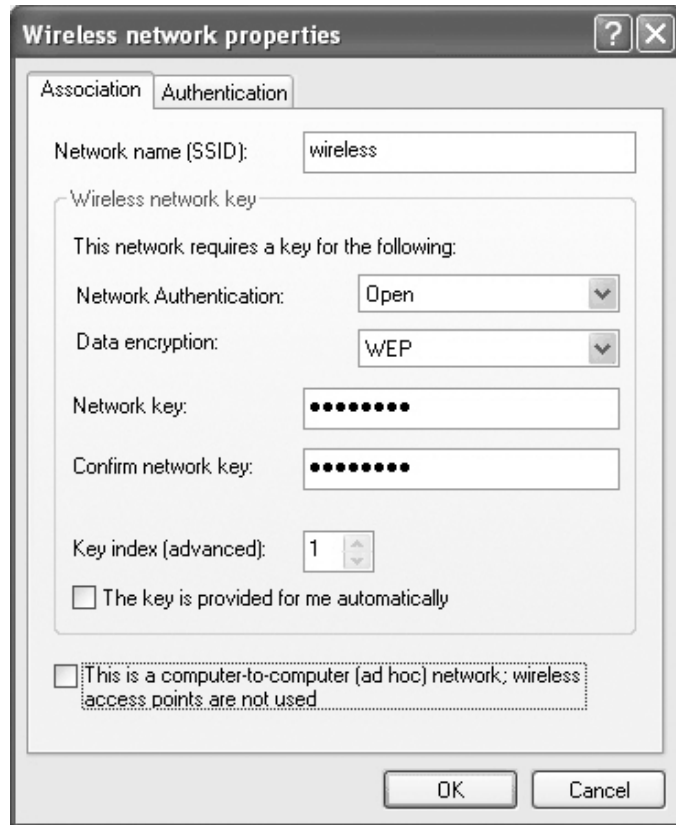 Wireless network properties
Association
Authentication
Network name (SSID):
wireless
Wireless network key
This network requires a key for the following:
Network Authentication:
Open
Data encryption:
WEP
Network key:
••••••••
Confirm network key:
••••••••
Key index (advanced):
1
The key is provided for me automatically
This is a computer-to-computer (ad hoc) network; wireless
access points are not used
OK
Cancel